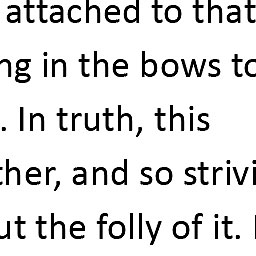 attached to that
ng in the bows to
. In truth, this
ther, and so strivi
ut the folly of it.